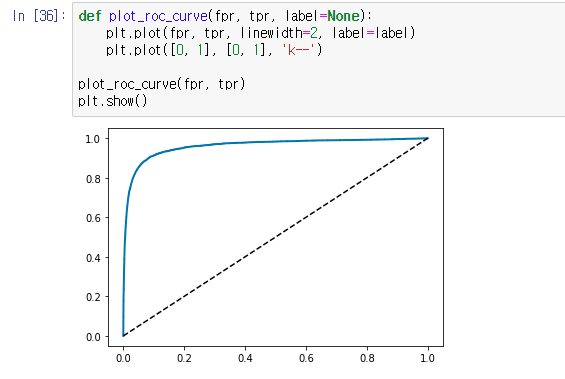 In [36]:
def plot_roc_curve(fpr, tpr, label=None):
    plt.plot(fpr, tpr, linewidth=2, label=label)
    plt.plot([0, 1], [0, 1], 'k--')
plot_roc_curve(fpr, tpr)
plt.show()
1.0
0.8
0.6
0.4
0.2
0.0
0.0 0.2 0.4 0.6 0.8 1.0